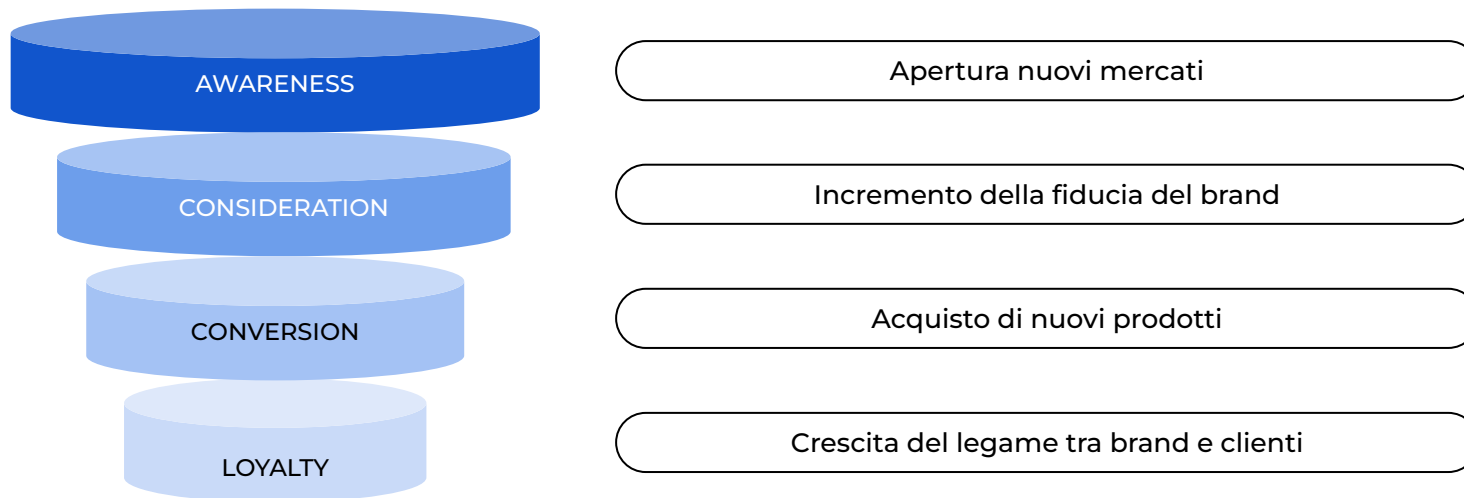 AWARENESS
Apertura nuovi mercati
CONSIDERATION
Incremento della fiducia del brand
CONVERSION
Acquisto di nuovi prodotti
LOYALTY
Crescita del legame tra brand e clienti